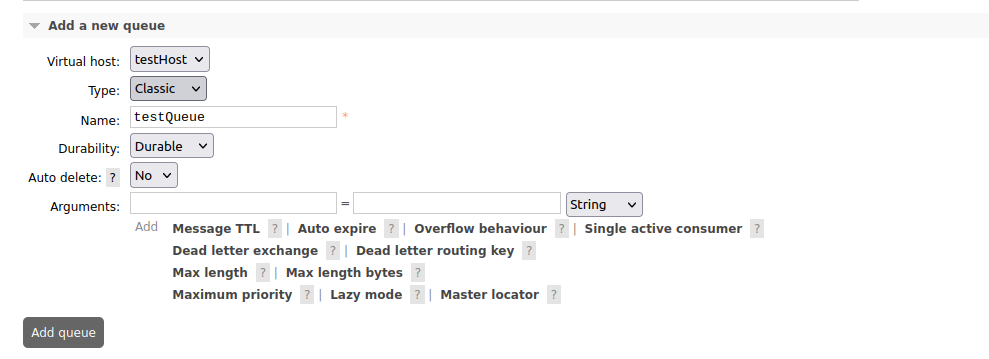 Add a new queue
Virtual host: testHost
Type: Classic
Name: testQueue *
Durability: Durable
Auto delete: ? No
Arguments: = String
Add Message TTL ? | Auto expire ? | Overflow behaviour ? | Single active consumer ?
Dead letter exchange ? | Dead letter routing key ?
Max length ? | Max length bytes ?
Maximum priority ? | Lazy mode ? | Master locator ?
Add queue